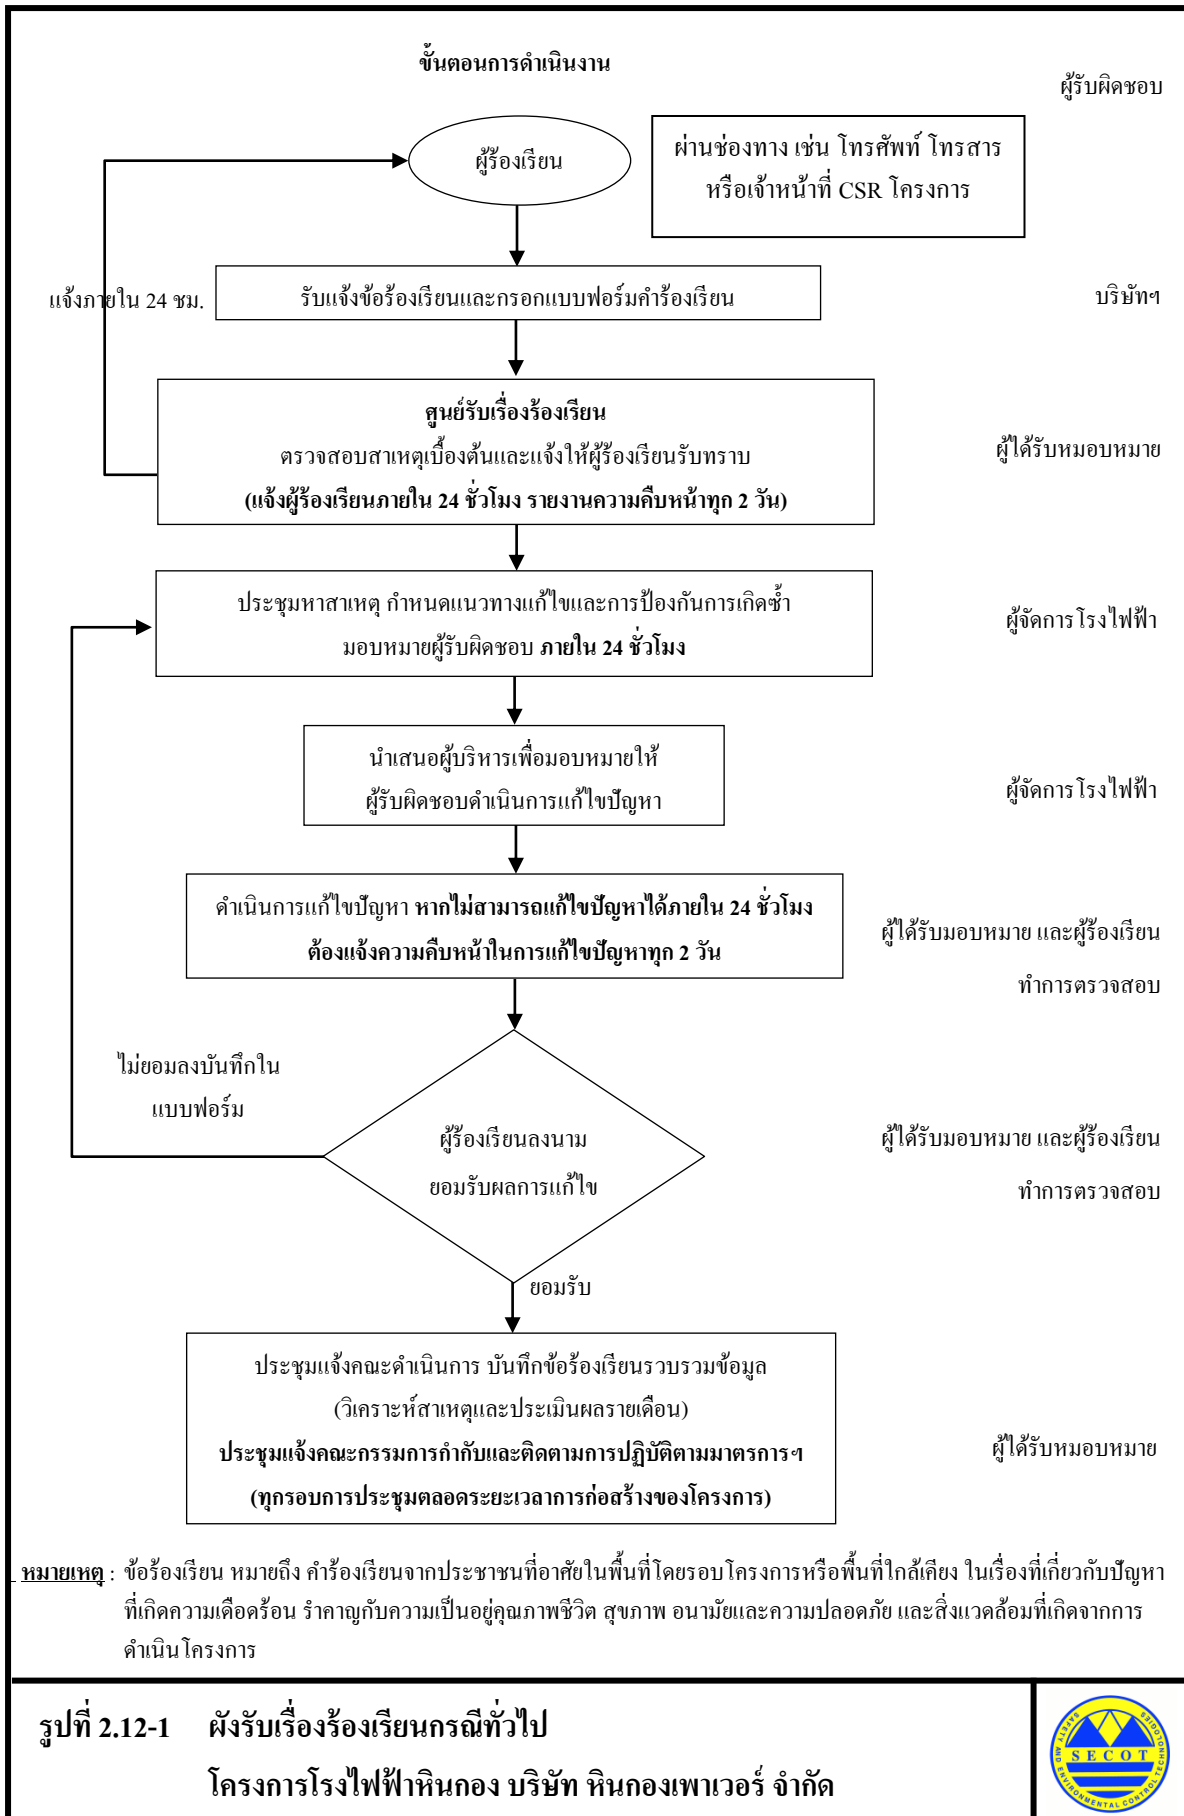 ขั้นตอนการดำเนินงาน
ผู้รับผิดชอบ
ผู้ร้องเรียน
ผ่านช่องทาง เช่น โทรศัพท์ โทรสาร
หรือเจ้าหน้าที่ CSR โครงการ
แจ้งภายใน 24 ชม.
รับแจ้งข้อร้องเรียนและกรอกแบบฟอร์มคำร้องเรียน
บริษัทฯ
ศูนย์รับเรื่องร้องเรียน
ตรวจสอบสาเหตุเบื้องต้นและแจ้งให้ผู้ร้องเรียนรับทราบ
(แจ้งผู้ร้องเรียนภายใน 24 ชั่วโมง รายงานความคืบหน้าทุก 2 วัน)
ผู้ได้รับหมอบหมาย
ประชุมหาสาเหตุ กำหนดแนวทางแก้ไขและการป้องกันการเกิดซ้ำ
มอบหมายผู้รับผิดชอบ ภายใน 24 ชั่วโมง
ผู้จัดการโรงไฟฟ้า
นำเสนอผู้บริหารเพื่อมอบหมายให้
ผู้รับผิดชอบดำเนินการแก้ไขปัญหา
ผู้จัดการโรงไฟฟ้า
ดำเนินการแก้ไขปัญหา หากไม่สามารถแก้ไขปัญหาได้ภายใน 24 ชั่วโมง
ต้องแจ้งความคืบหน้าในการแก้ไขปัญหาทุก 2 วัน
ผู้ได้รับมอบหมาย และผู้ร้องเรียน
ทำการตรวจสอบ
ไม่ยอมลงบันทึกใน
แบบฟอร์ม
ผู้ร้องเรียนลงนาม
ยอมรับผลการแก้ไข
ผู้ได้รับมอบหมาย และผู้ร้องเรียน
ทำการตรวจสอบ
ยอมรับ
ประชุมแจ้งคณะดำเนินการ บันทึกข้อร้องเรียนรวบรวมข้อมูล
(วิเคราะห์สาเหตุและประเมินผลรายเดือน)
ประชุมแจ้งคณะกรรมการกำกับและติดตามการปฏิบัติตามมาตรการฯ
(ทุกรอบการประชุมตลอดระยะเวลาการก่อสร้างของโครงการ)
ผู้ได้รับหมอบหมาย
หมายเหตุ : ข้อร้องเรียน หมายถึง คำร้องเรียนจากประชาชนที่อาศัยในพื้นที่โดยรอบโครงการหรือพื้นที่ใกล้เคียง ในเรื่องที่เกี่ยวกับปัญหา
ที่เกิดความเดือดร้อน รำคาญกับความเป็นอยู่คุณภาพชีวิต สุขภาพ อนามัยและความปลอดภัย และสิ่งแวดล้อมที่เกิดจากการ
ดำเนินโครงการ
รูปที่ 2.12-1 ผังรับเรื่องร้องเรียนกรณีทั่วไป
โครงการโรงไฟฟ้าหินกอง บริษัท หินกองเพาเวอร์ จำกัด
SAFETY AND ENVIRONMENTAL CONTROL TECHNOLOGIES
SECOT